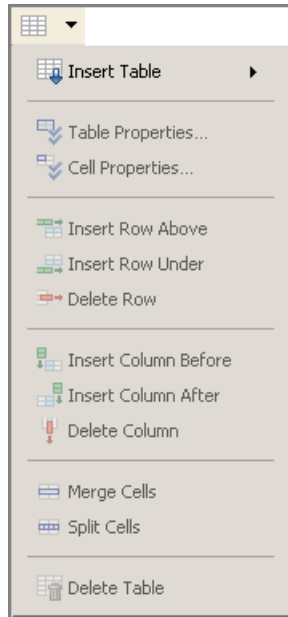 Insert Table
Table Properties...
Cell Properties...
Insert Row Above
Insert Row Under
Delete Row
Insert Column Before
Insert Column After
Delete Column
Merge Cells
Split Cells
Delete Table